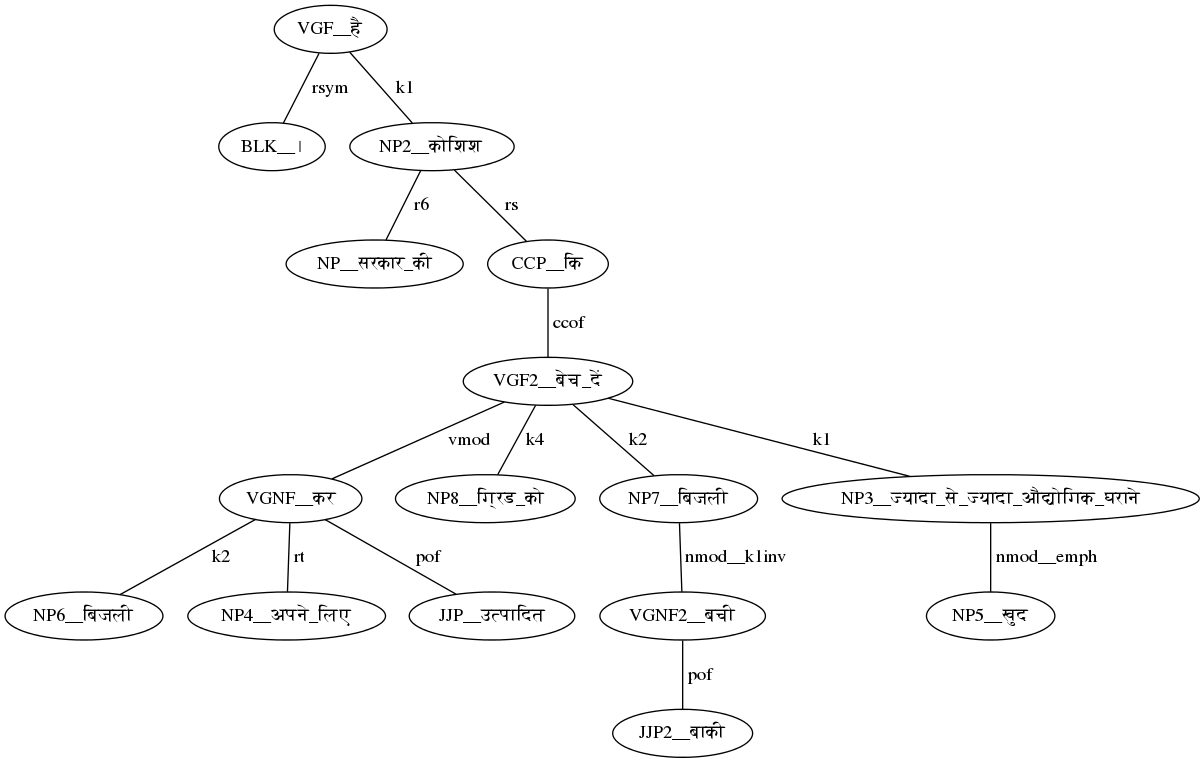 VGF__है
rsym k1
BLK__। NP2__कोशिश
r6 rs
NP__सरकार_की CCP__कि
ccof
VGF2__बेच_दें
vmod k4 k2 k1
VGNF__कर NP8__ग्रिड_को NP7__बिजली NP3__ज्यादा_से_ज्यादा_औद्योगिक_घराने
k2 rt pof nmod__k1inv nmod__emph
NP6__बिजली NP4__अपने_लिए JJP__उत्पादित VGNF2__बची NP5__खुद
pof
JJP2__बाकी